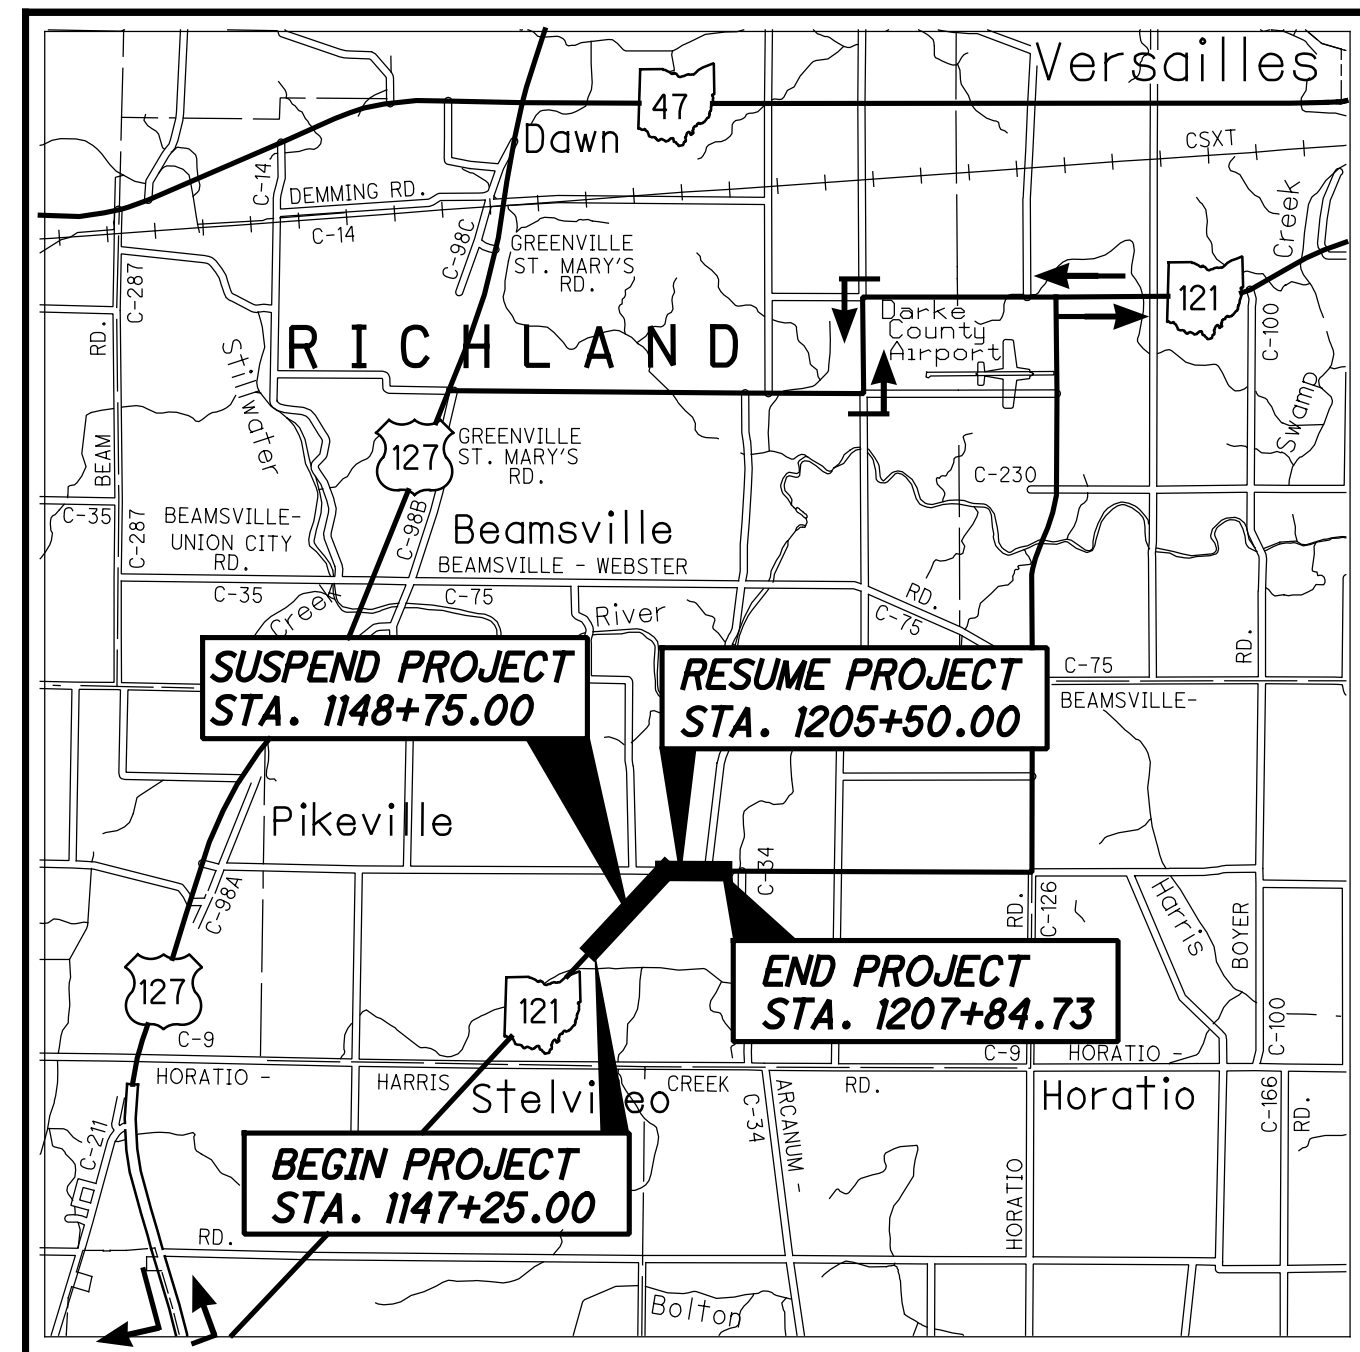 Versailles
47
Dawn
CSXT
C-14
DEMMING RD.
C-14
C-98C
Creek
GREENVILLE
ST. MARY'S
RD.
C-287
121
Darke
County
Airport
C-100
RD.
RICHLAND
Stillwater
Swamp
127
GREENVILLE
ST. MARY'S
RD.
BEAM
C-230
C-35
C-287
BEAMSVILLE-
UNION CITY
RD.
C-98B
Beamsville
BEAMSVILLE - WEBSTER
C-35
C-75
RD.
C-75
Creek
River
RD.
SUSPEND PROJECT
STA. 1148+75.00
RESUME PROJECT
STA. 1205+50.00
C-75
BEAMSVILLE-
Pikeville
C-34
C-98A
RD.
C-126
Harris
BOYER
END PROJECT
STA. 1207+84.73
127
121
C-9
C-9
HORATIO -
C-100
HORATIO -
HARRIS
CREEK
RD.
Horatio
C-211
C-34
ARCANUM -
C-166
RD.
BEGIN PROJECT
STA. 1147+25.00
HORATIO
RD.
Bolton